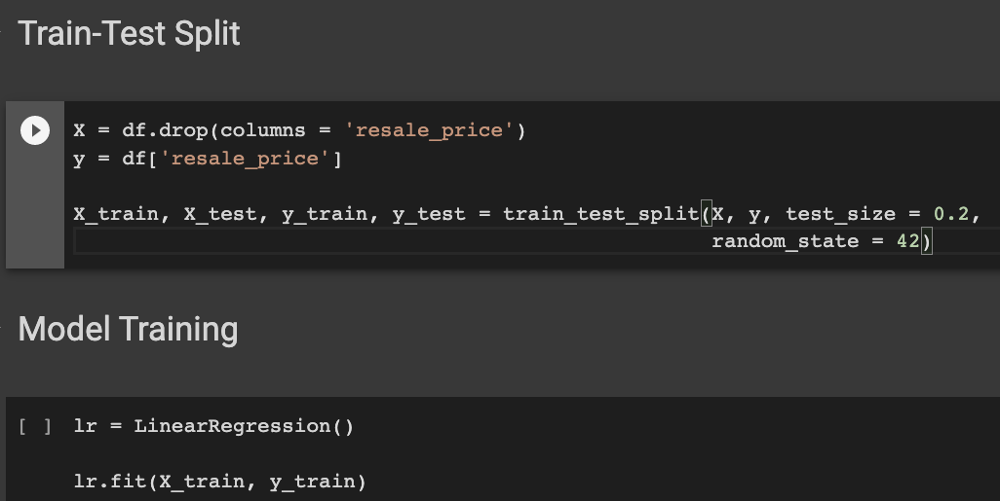 Train-Test Split
X = df.drop(columns = 'resale_price')
y = df['resale_price']
X_train, X_test, y_train, y_test = train_test_split(X, y, test_size = 0.2,
random_state = 42)
Model Training
[ ] lr = LinearRegression()
lr.fit(X_train, y_train)